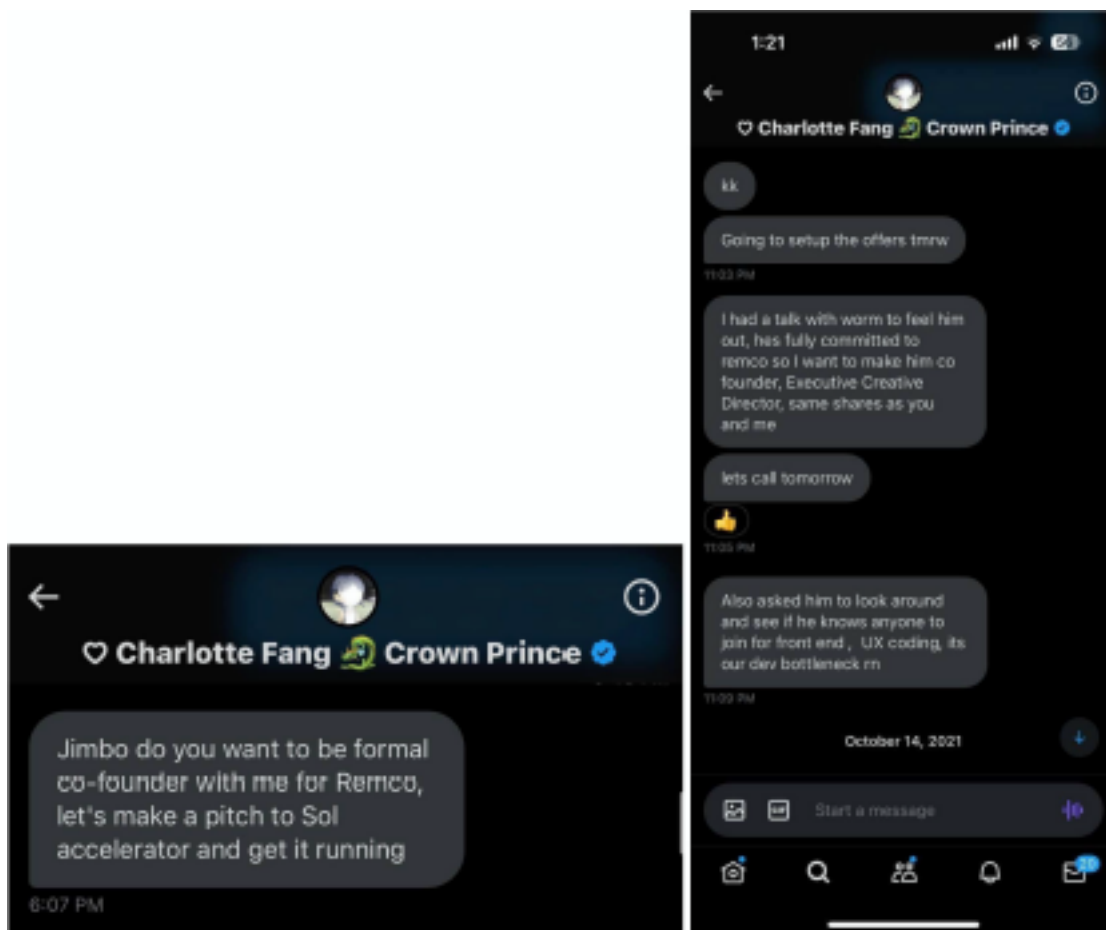 ♡ Charlotte Fang 🐉 Crown Prince
Jimbo do you want to be formal
co-founder with me for Remco,
let's make a pitch to Sol
accelerator and get it running
6:07 PM
1:21
♡ Charlotte Fang 🐉 Crown Prince
kk
Going to setup the offers tmrw
11:03 PM
I had a talk with worm to feel him
out, hes fully committed to
remco so I want to make him co
founder, Executive Creative
Director, same shares as you
and me
lets call tomorrow
👍
11:05 PM
Also asked him to look around
and see if he knows anyone to
join for front end , UX coding, its
our dev bottleneck rn
11:09 PM
October 14, 2021
GIF
Start a message
20